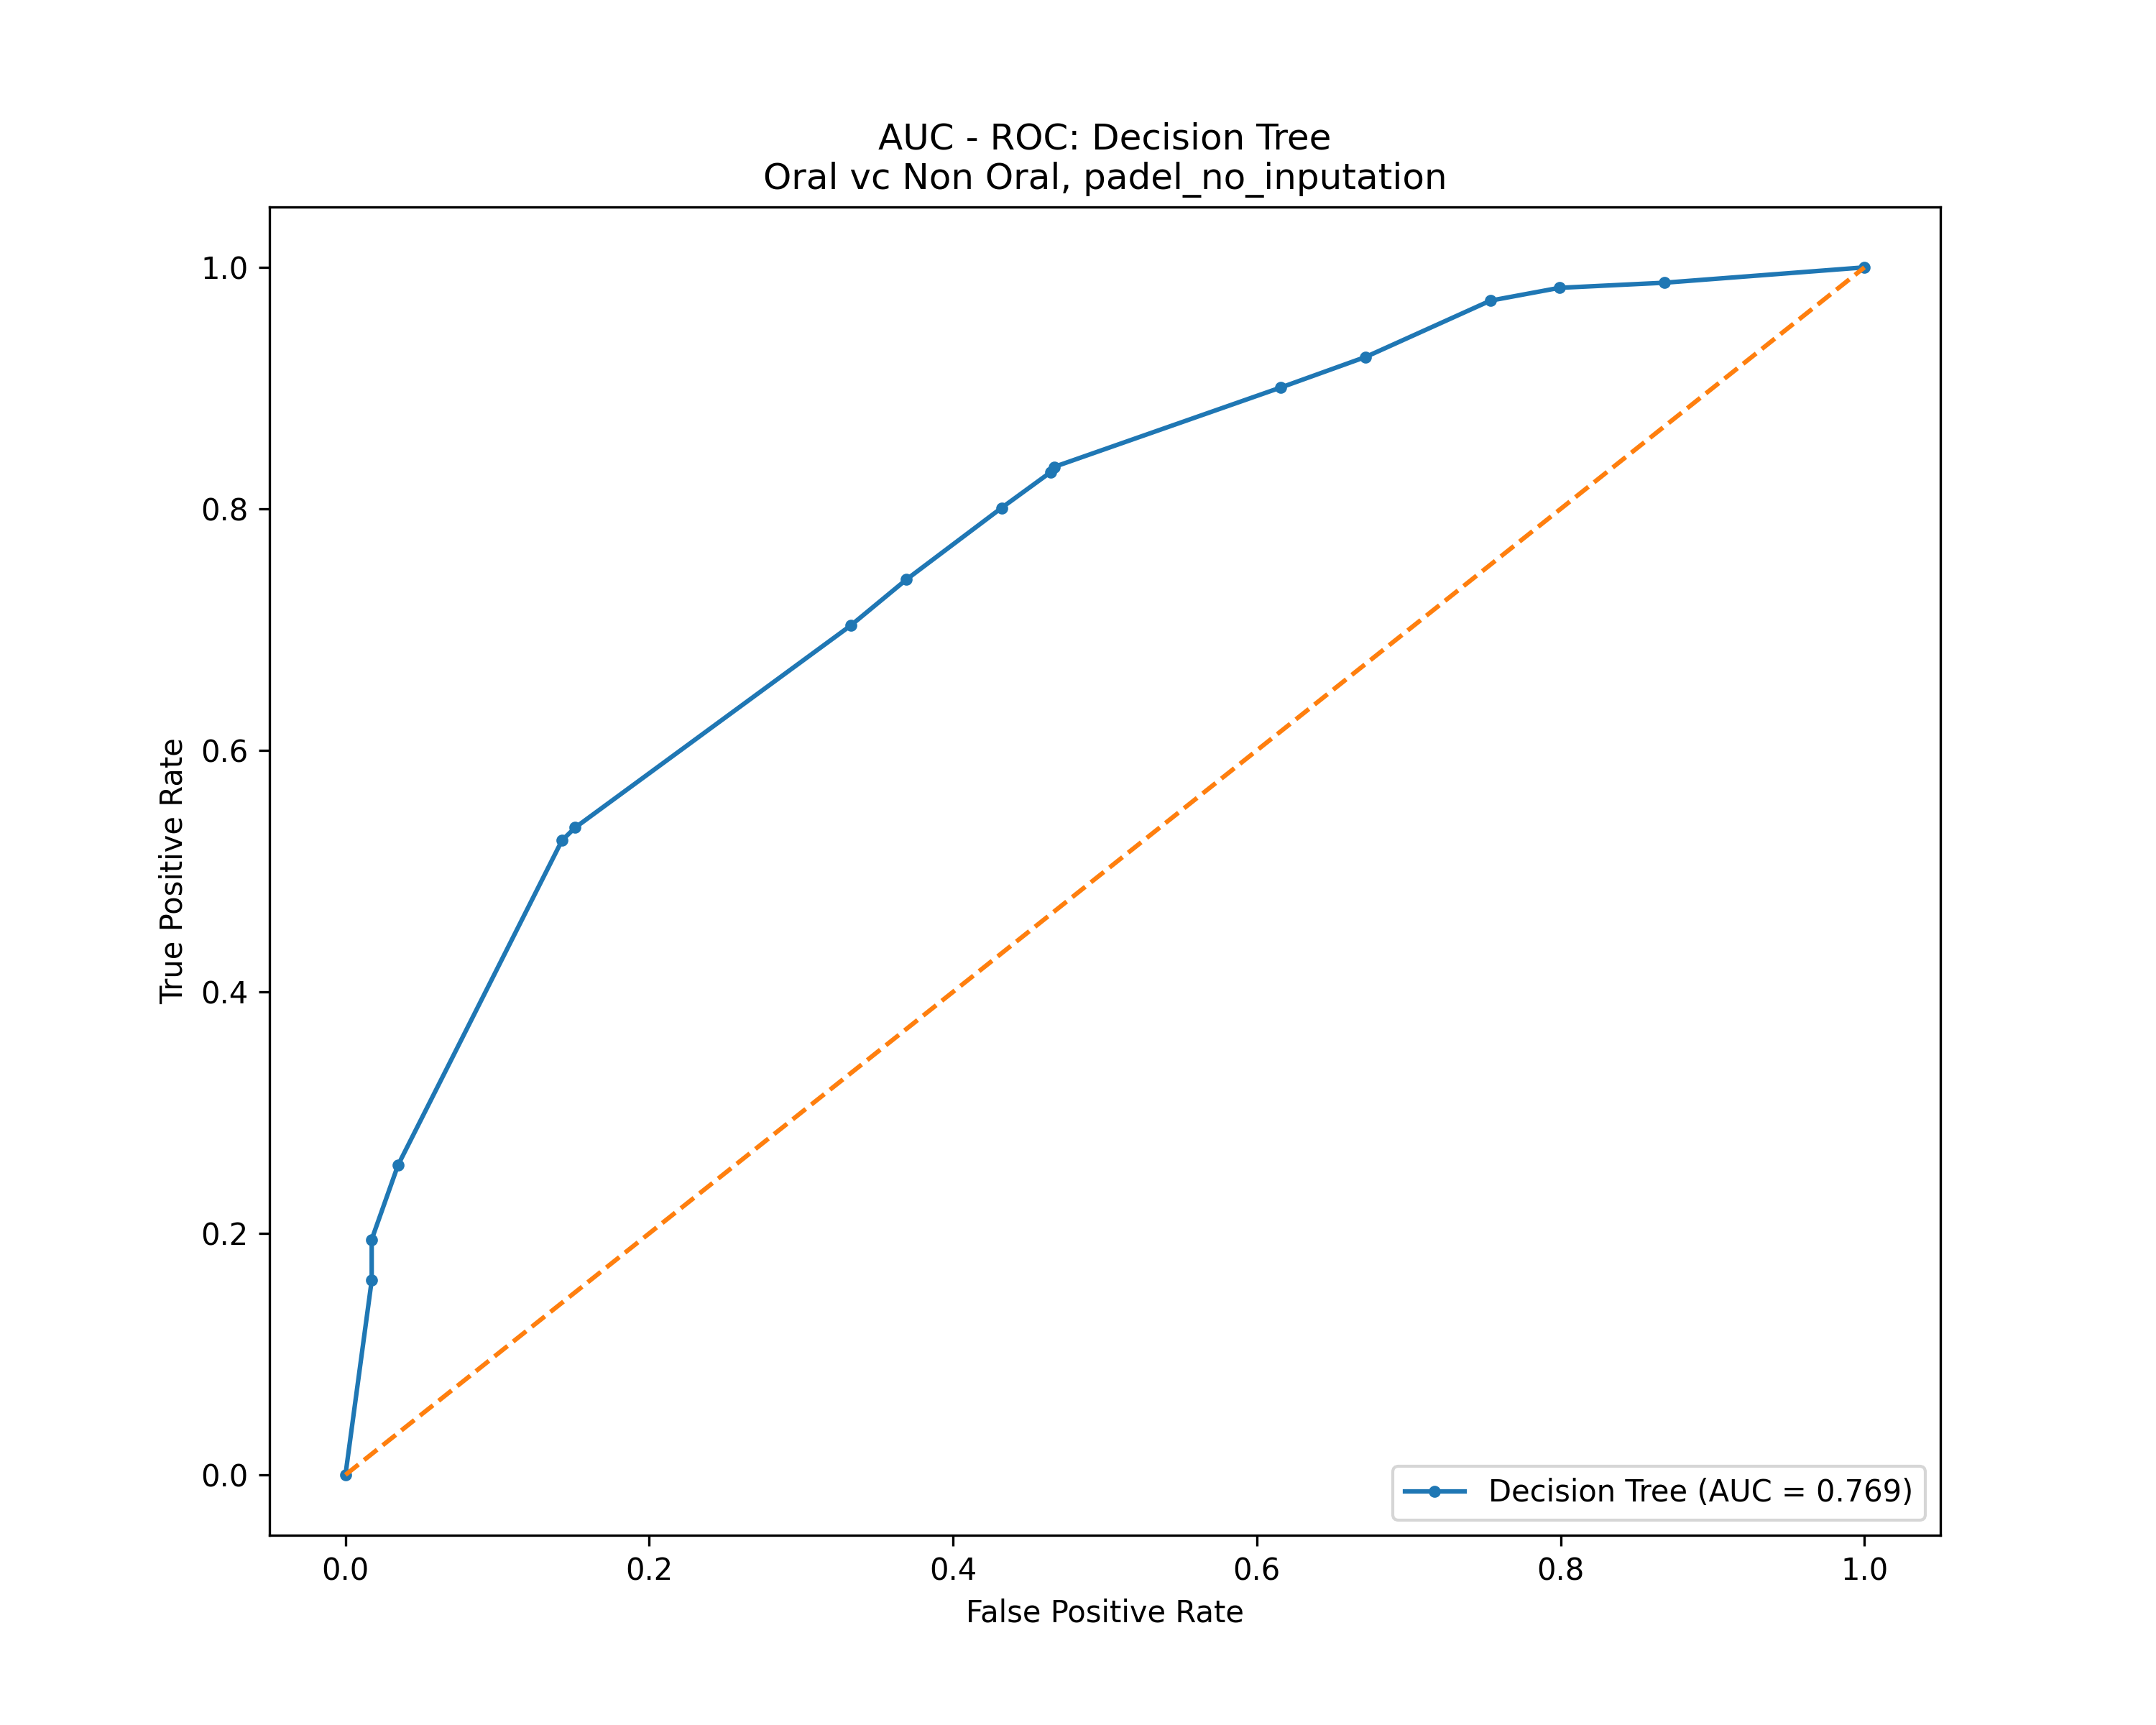 AUC - ROC: Decision Tree
Oral vc Non Oral, padel_no_inputation
1.0
0.8
0.6
0.4
0.2
0.0
True Positive Rate
Decision Tree (AUC = 0.769)
0.0 0.2 0.4 0.6 0.8 1.0
False Positive Rate